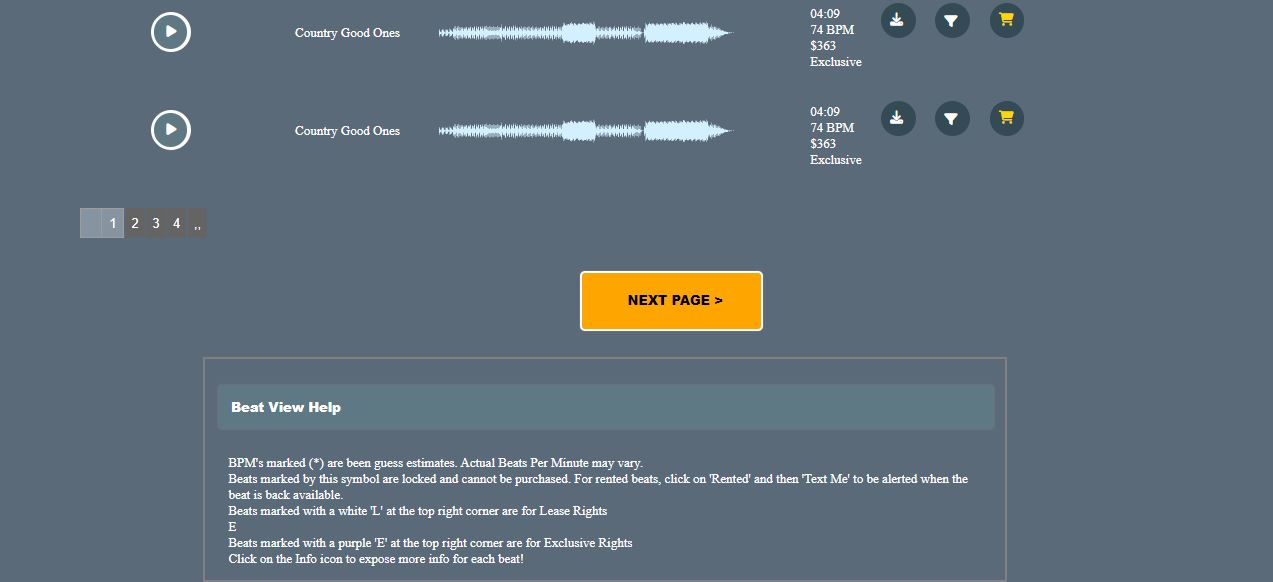 Country Good Ones
04:09
74 BPM
$363
Exclusive
Country Good Ones
04:09
74 BPM
$363
Exclusive
1 2 3 4 ,,
NEXT PAGE >
Beat View Help
BPM's marked (*) are been guess estimates. Actual Beats Per Minute may vary.
Beats marked by this symbol are locked and cannot be purchased. For rented beats, click on 'Rented' and then 'Text Me' to be alerted when the
beat is back available.
Beats marked with a white 'L' at the top right corner are for Lease Rights
E
Beats marked with a purple 'E' at the top right corner are for Exclusive Rights
Click on the Info icon to expose more info for each beat!